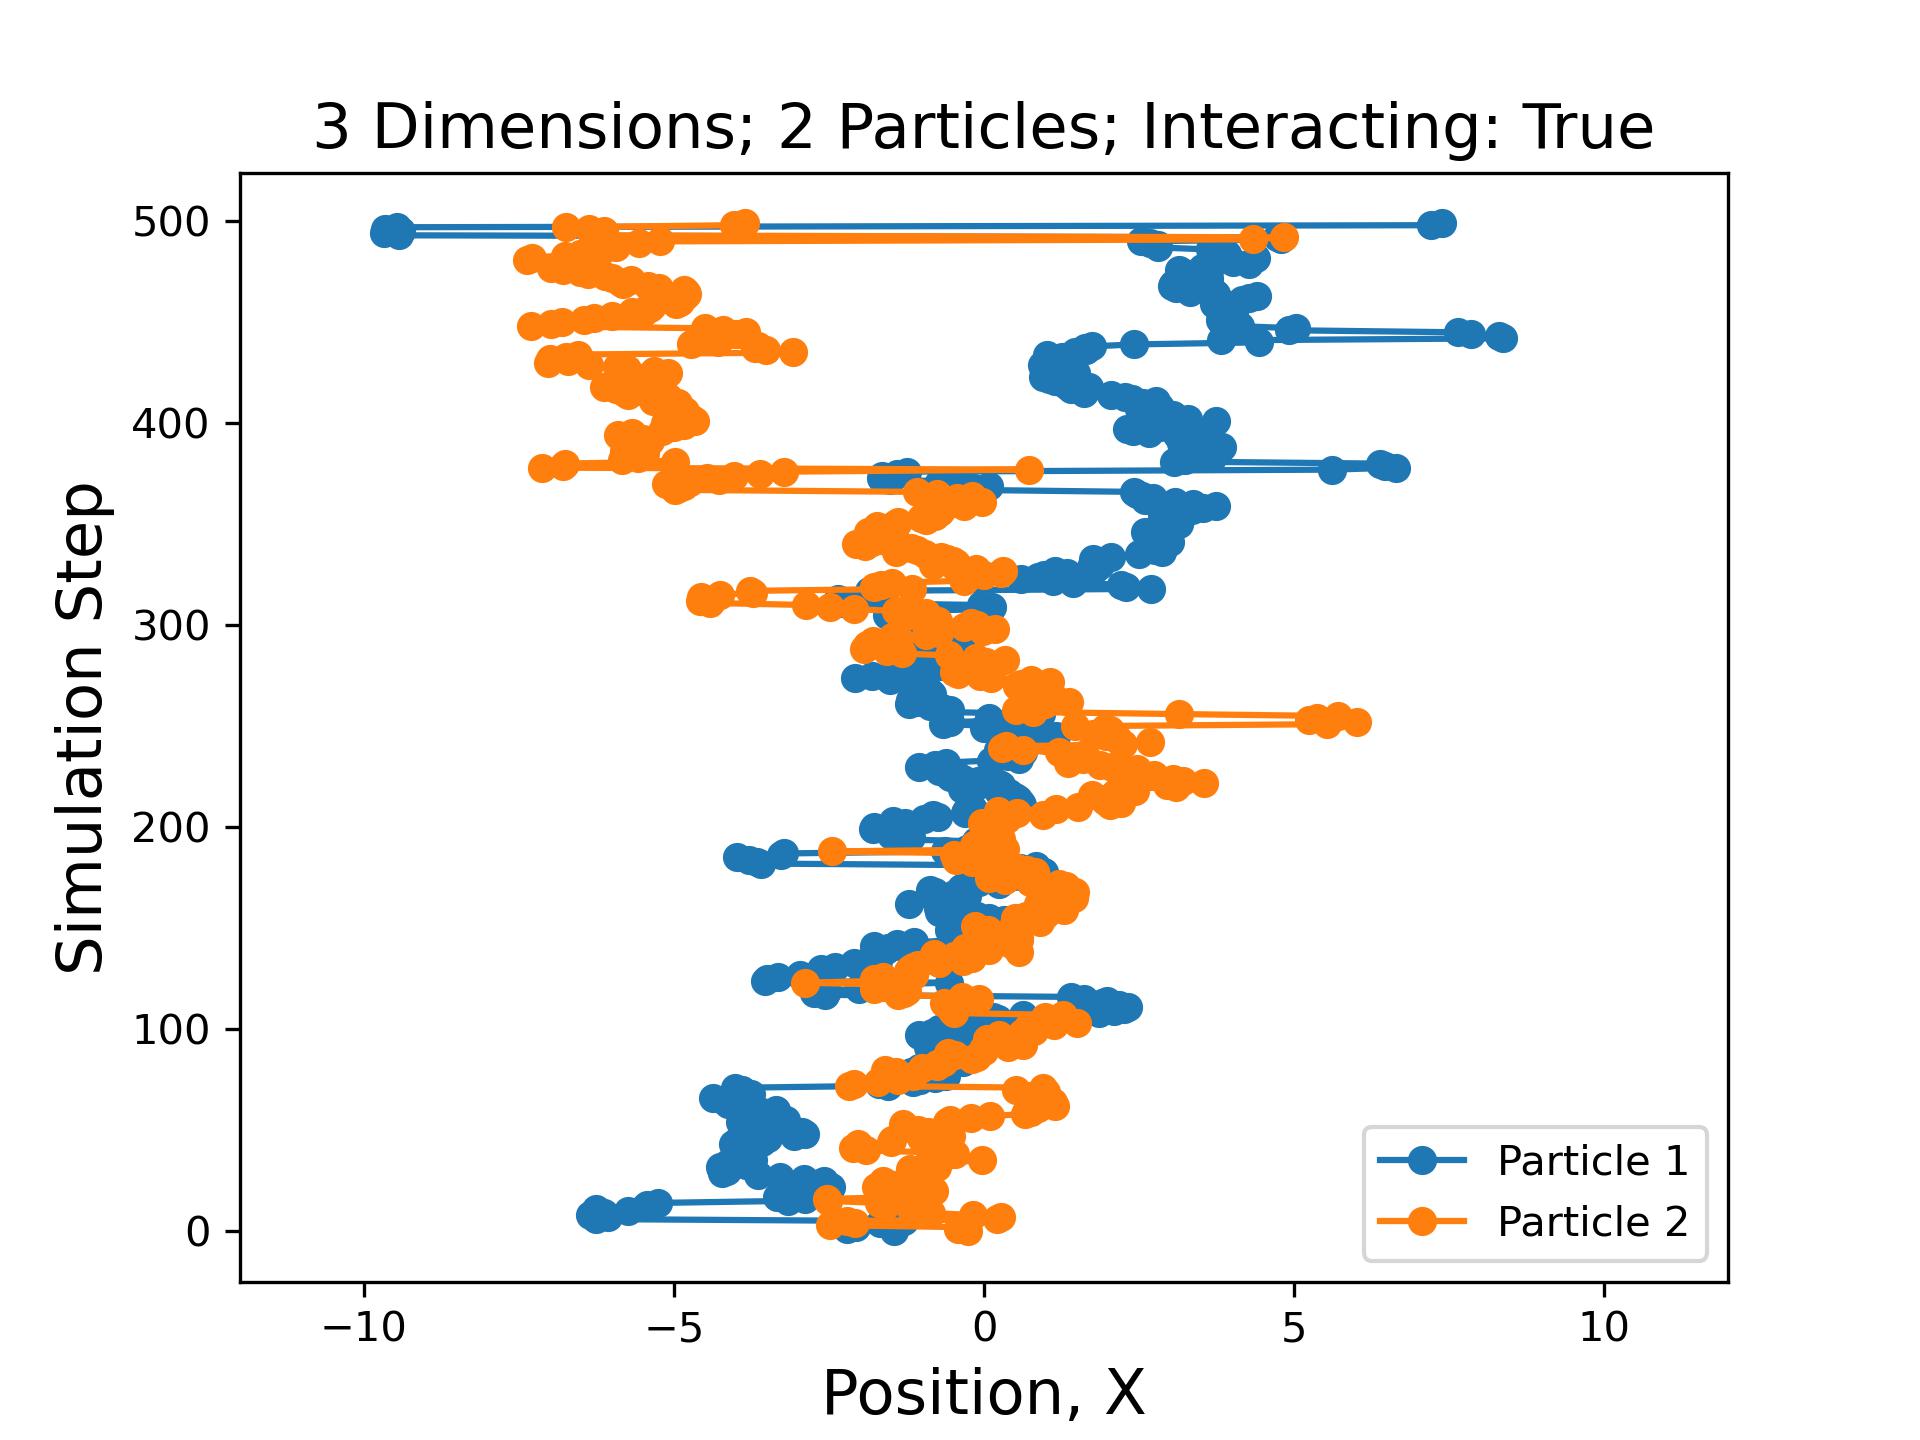 3 Dimensions; 2 Particles; Interacting: True
Simulation Step
500
400
300
200
100
0
Particle 1
Particle 2
−10
−5
0
5
10
Position, X